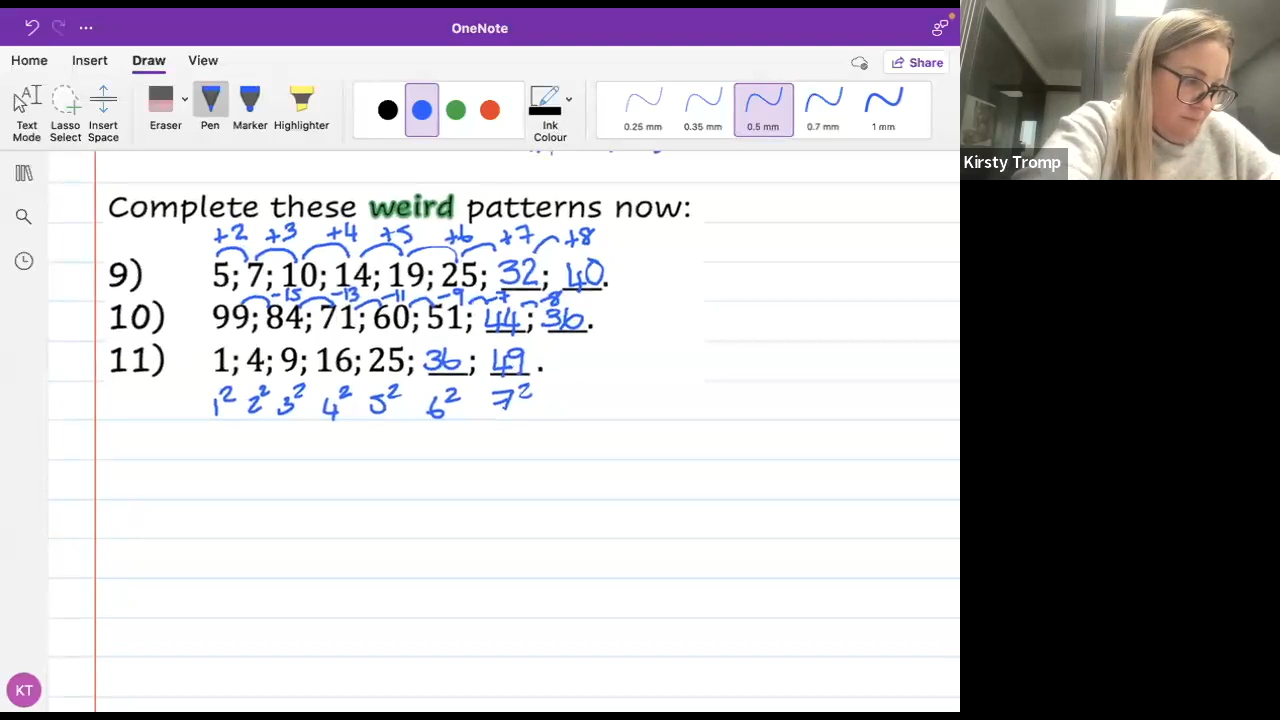 OneNote
Home Insert Draw View Share
Text Mode Lasso Select Insert Space Eraser Pen Marker Highlighter Ink Colour 0.25 mm 0.35 mm 0.5 mm 0.7 mm 1 mm
Kirsty Tromp
Complete these weird patterns now:
+2 +3 +4 +5 +6 +7 +8
9) 5; 7; 10; 14; 19; 25; 32; 40.
-15 -13 -11 -9 -7 -8
10) 99; 84; 71; 60; 51; 44; 36.
11) 1; 4; 9; 16; 25; 36; 49.
1² 2² 3² 4² 5² 6² 7²
KT